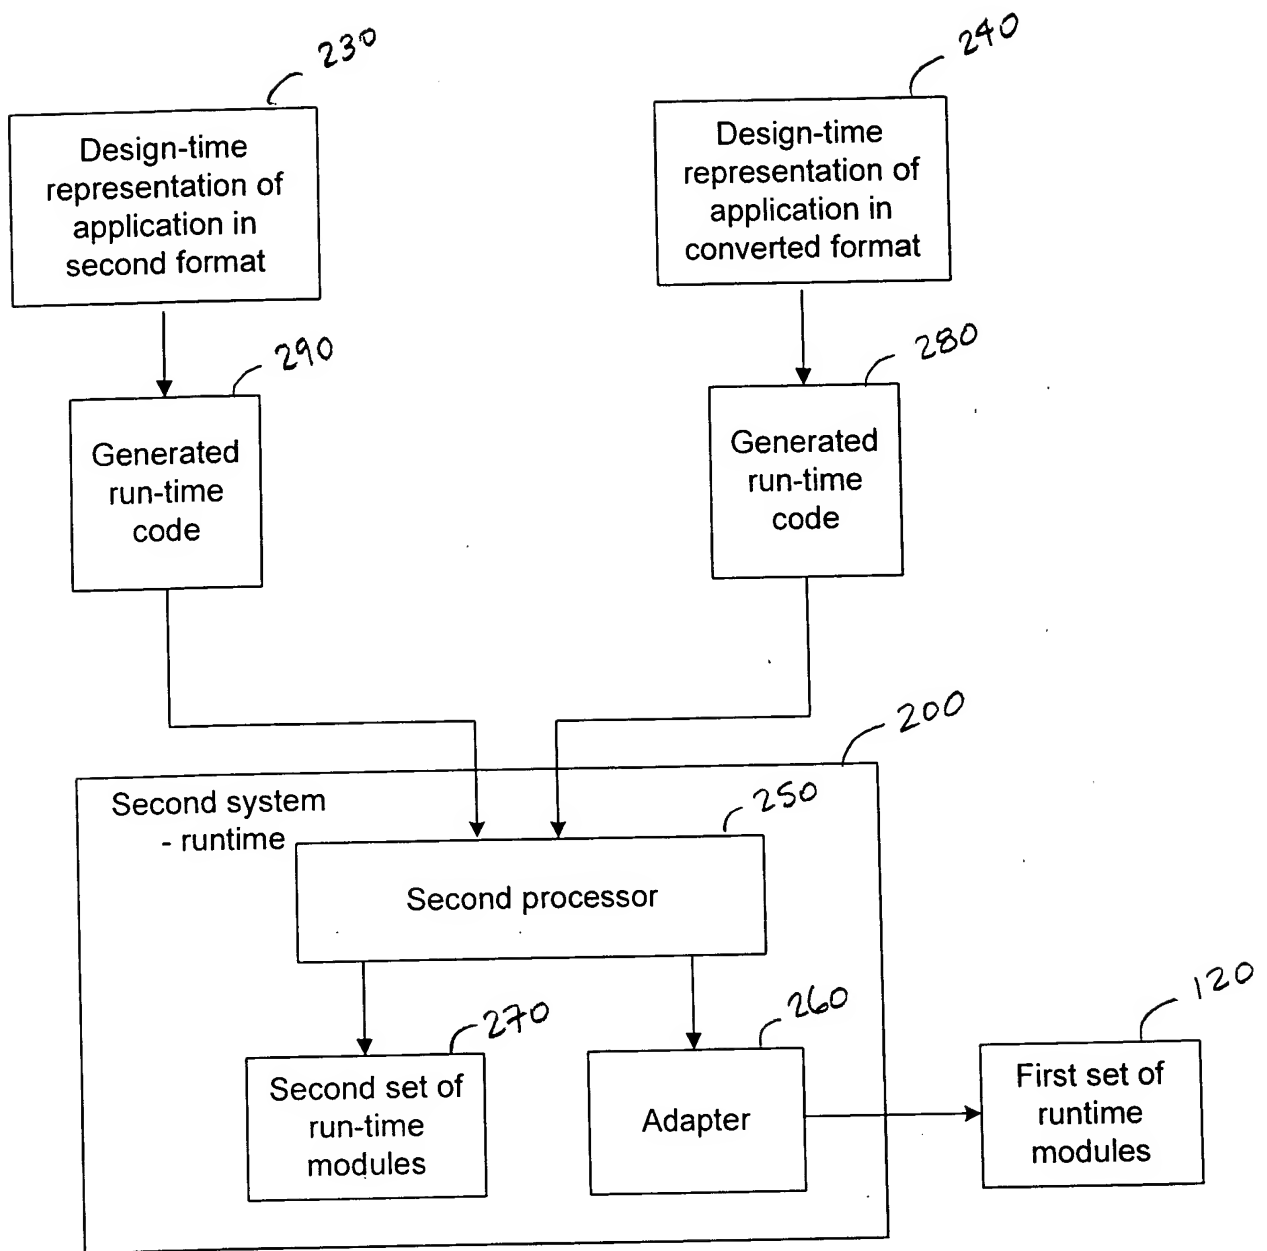 230
240
Design-time
representation of
application in
second format
Design-time
representation of
application in
converted format
290
280
Generated
run-time
code
Generated
run-time
code
200
Second system
- runtime
250
Second processor
270
260
120
Second set of
run-time
modules
Adapter
First set of
runtime
modules